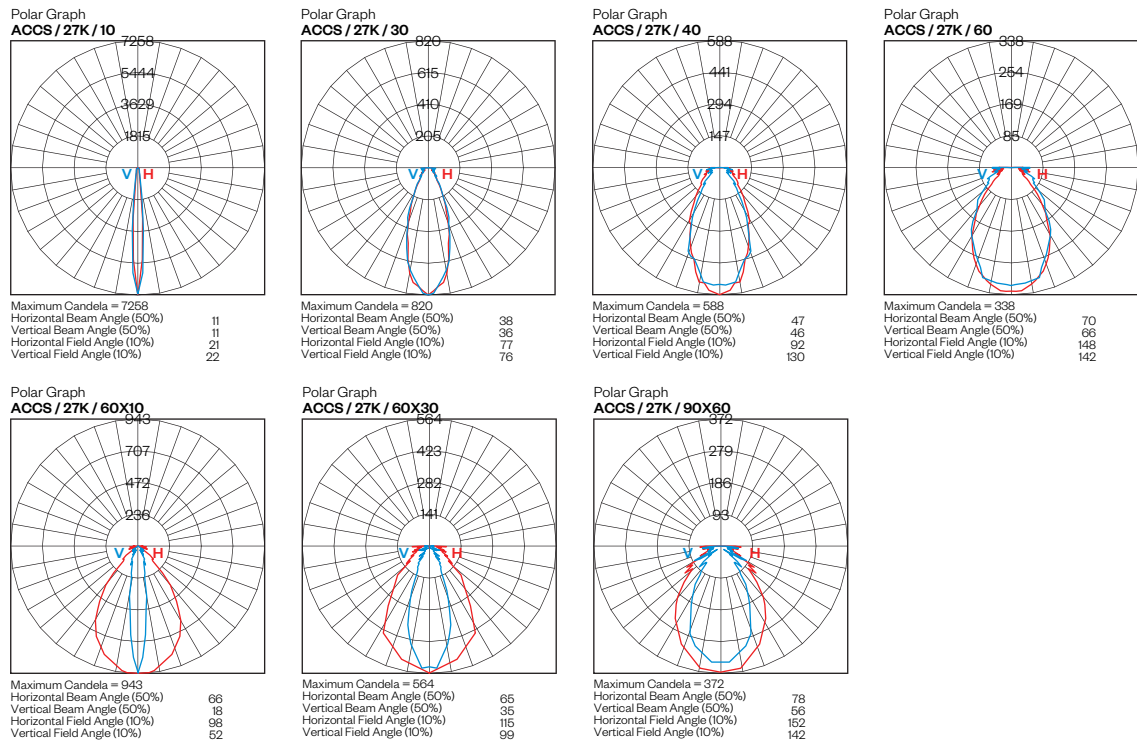 Polar Graph
ACCS / 27K / 10
7258
5444
3629
1815
V H
Maximum Candela = 7258
Horizontal Beam Angle (50%) 11
Vertical Beam Angle (50%) 11
Horizontal Field Angle (10%) 21
Vertical Field Angle (10%) 22
Polar Graph
ACCS / 27K / 30
820
615
410
205
V H
Maximum Candela = 820
Horizontal Beam Angle (50%) 38
Vertical Beam Angle (50%) 36
Horizontal Field Angle (10%) 77
Vertical Field Angle (10%) 76
Polar Graph
ACCS / 27K / 40
588
441
294
147
V H
Maximum Candela = 588
Horizontal Beam Angle (50%) 47
Vertical Beam Angle (50%) 46
Horizontal Field Angle (10%) 92
Vertical Field Angle (10%) 130
Polar Graph
ACCS / 27K / 60
338
254
169
85
V H
Maximum Candela = 338
Horizontal Beam Angle (50%) 70
Vertical Beam Angle (50%) 66
Horizontal Field Angle (10%) 148
Vertical Field Angle (10%) 142
Polar Graph
ACCS / 27K / 60X10
943
707
472
236
V H
Maximum Candela = 943
Horizontal Beam Angle (50%) 66
Vertical Beam Angle (50%) 18
Horizontal Field Angle (10%) 98
Vertical Field Angle (10%) 52
Polar Graph
ACCS / 27K / 60X30
564
423
282
141
V H
Maximum Candela = 564
Horizontal Beam Angle (50%) 65
Vertical Beam Angle (50%) 35
Horizontal Field Angle (10%) 115
Vertical Field Angle (10%) 99
Polar Graph
ACCS / 27K / 90X60
372
279
186
93
V H
Maximum Candela = 372
Horizontal Beam Angle (50%) 78
Vertical Beam Angle (50%) 56
Horizontal Field Angle (10%) 152
Vertical Field Angle (10%) 142